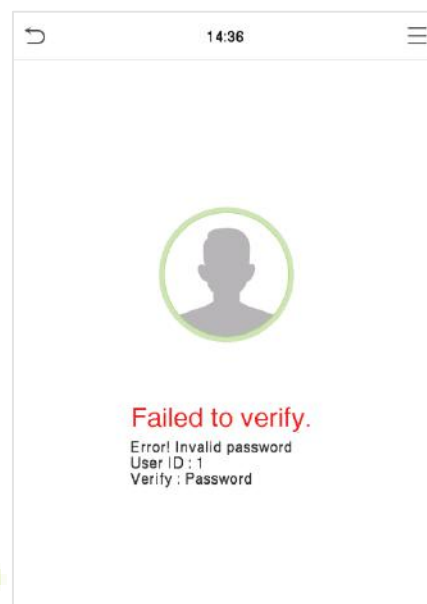 14:36
Failed to verify.
Error! Invalid password
User ID : 1
Verify : Password